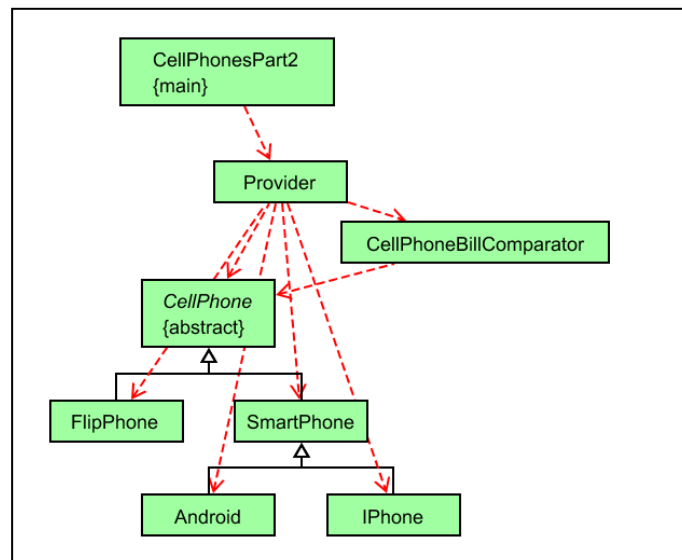 CellPhonesPart2
{main}
Provider
CellPhoneBillComparator
CellPhone
{abstract}
FlipPhone
SmartPhone
Android
IPhone